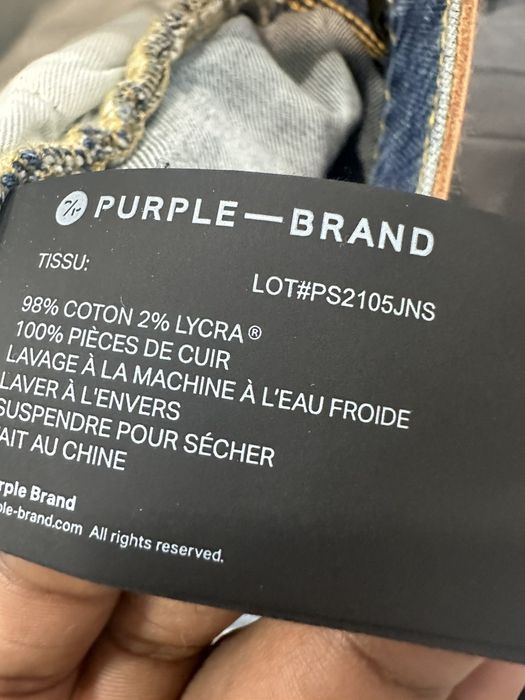 PURPLE—BRAND
TISSU:
LOT#PS2105JNS
98% COTON 2% LYCRA®
100% PIÈCES DE CUIR
LAVAGE À LA MACHINE À L'EAU FROIDE
LAVER À L'ENVERS
SUSPENDRE POUR SÉCHER
AIT AU CHINE
rple Brand
ple-brand.com All rights reserved.